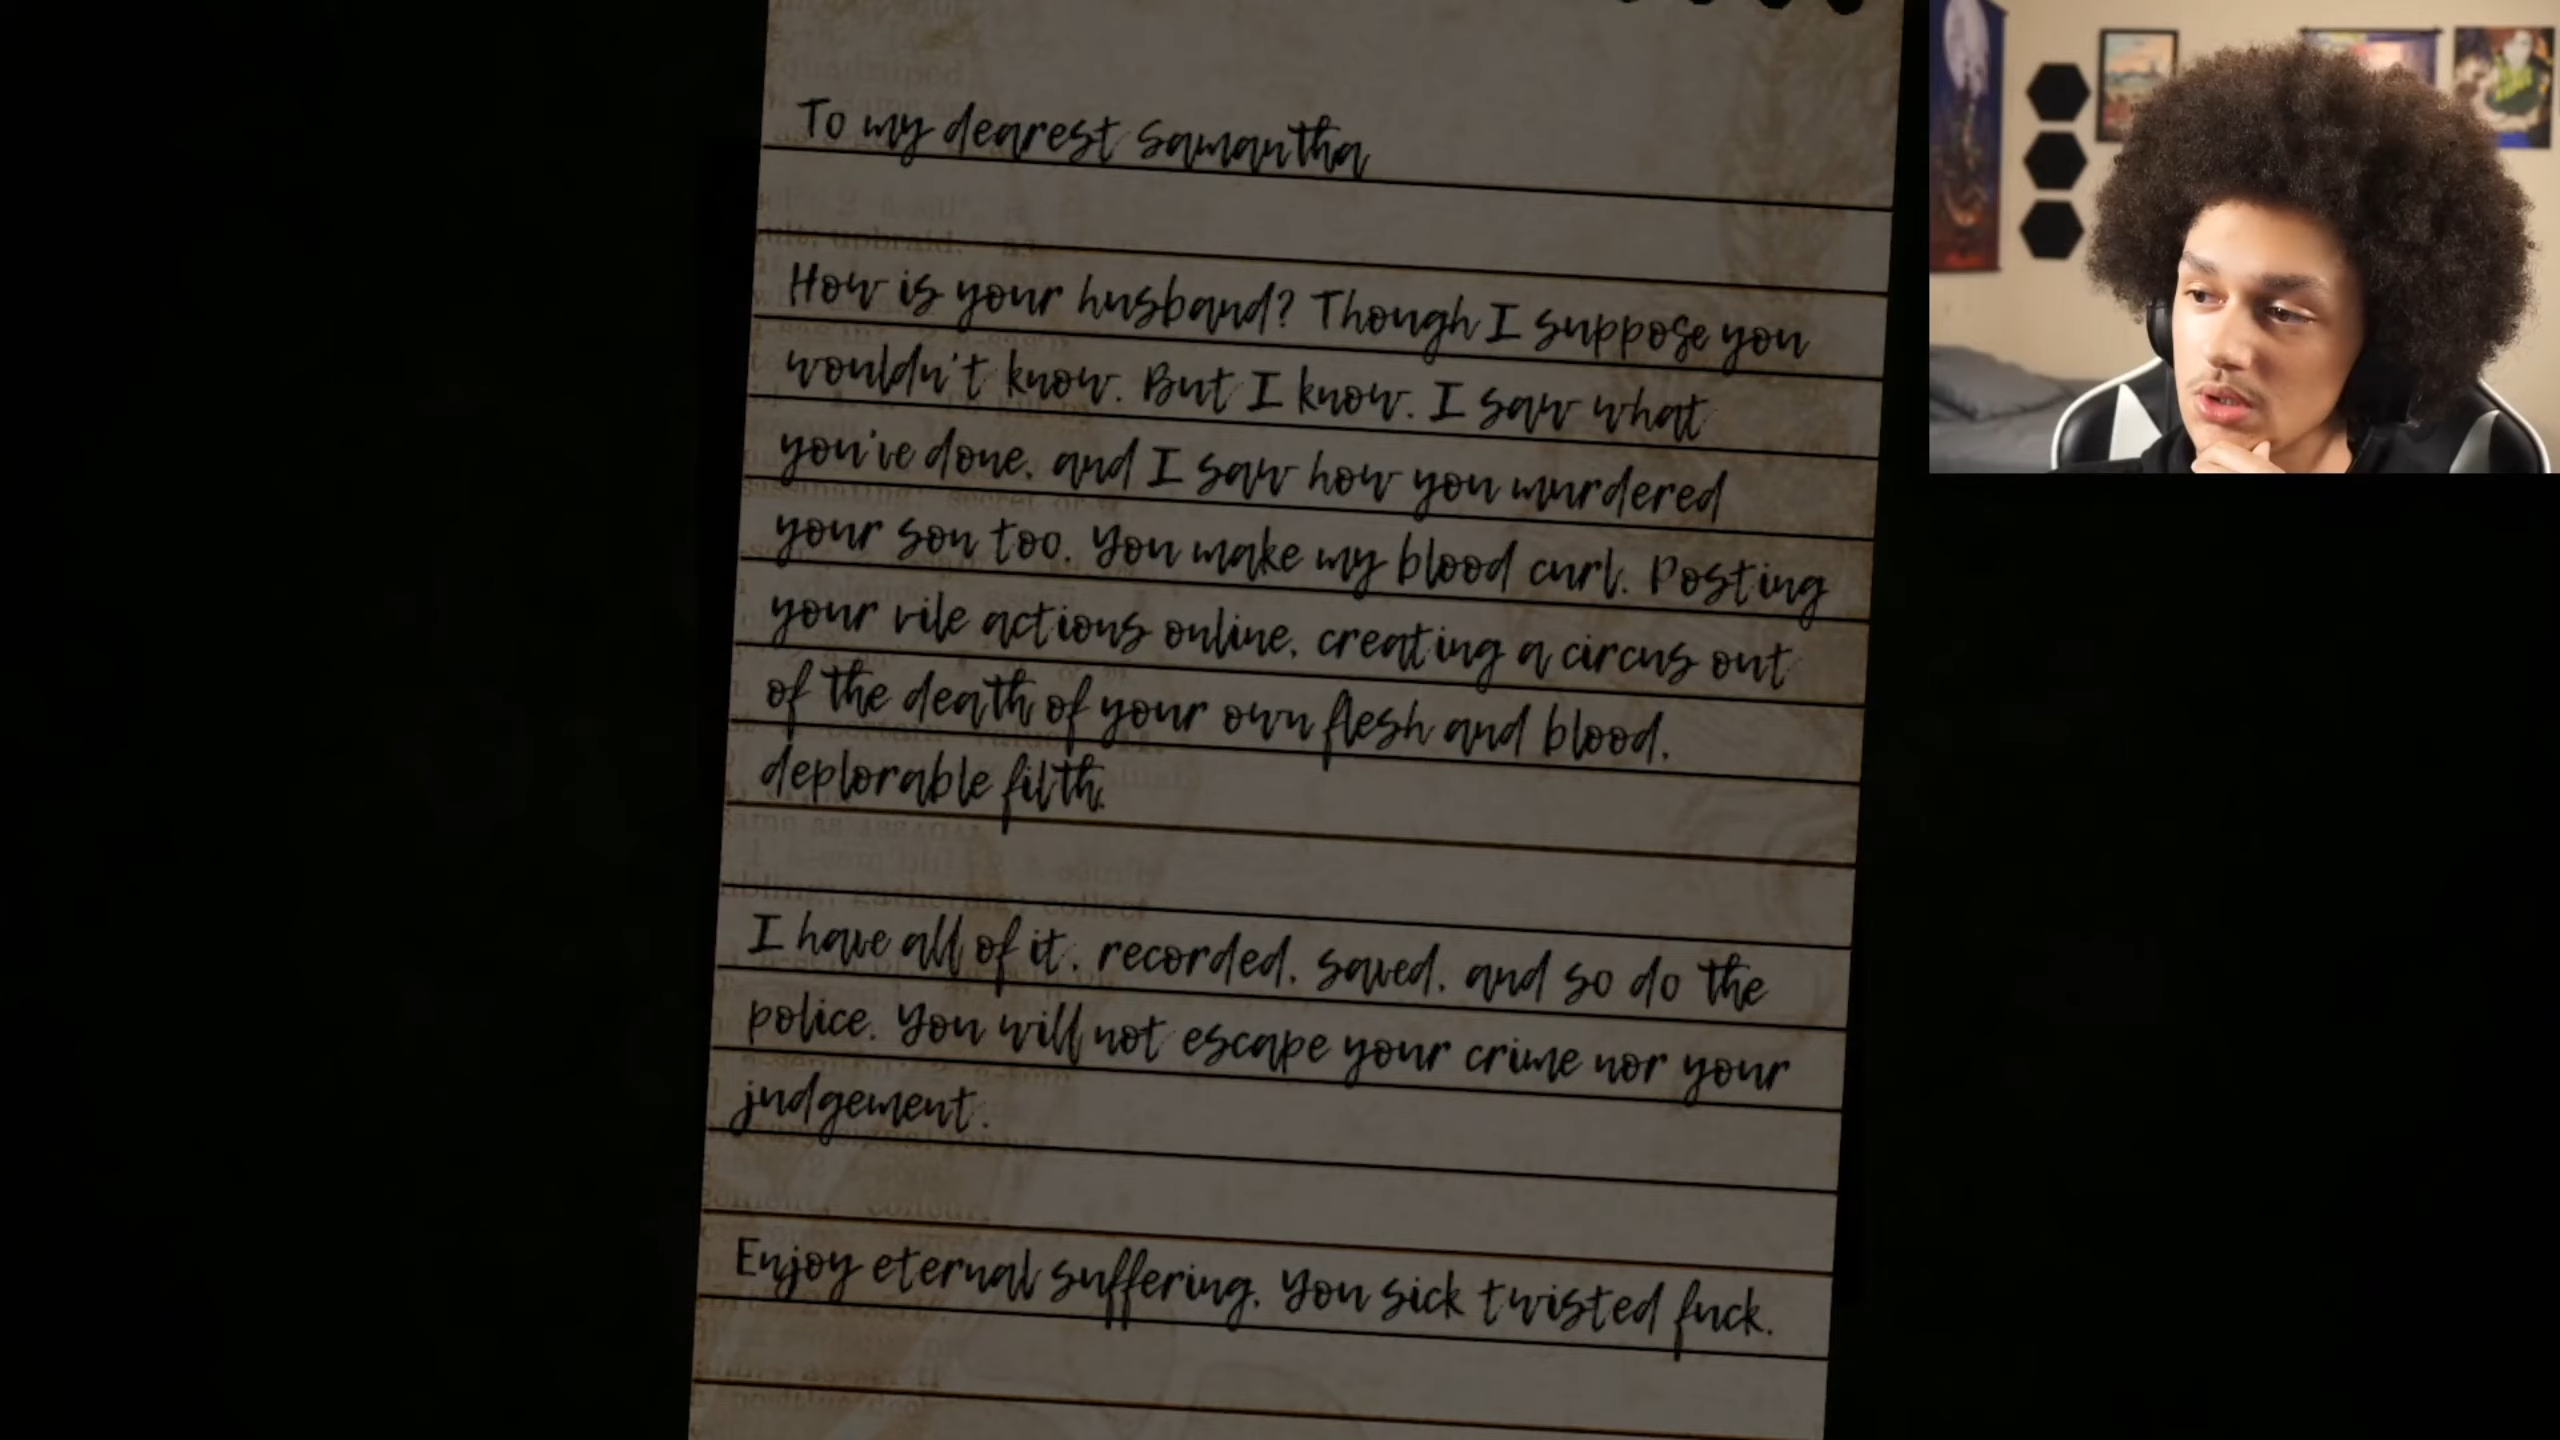 To my dearest Samantha
How is your husband? Though I suppose you
wouldn't know. But I know. I saw what
you've done, and I saw how you murdered
your son too. You make my blood curl. Posting
your vile actions online, creating a circus out
of the death of your own flesh and blood,
deplorable filth.
I have all of it, recorded, saved, and so do the
police. You will not escape your crime nor your
judgement.
Enjoy eternal suffering. You sick twisted fuck.